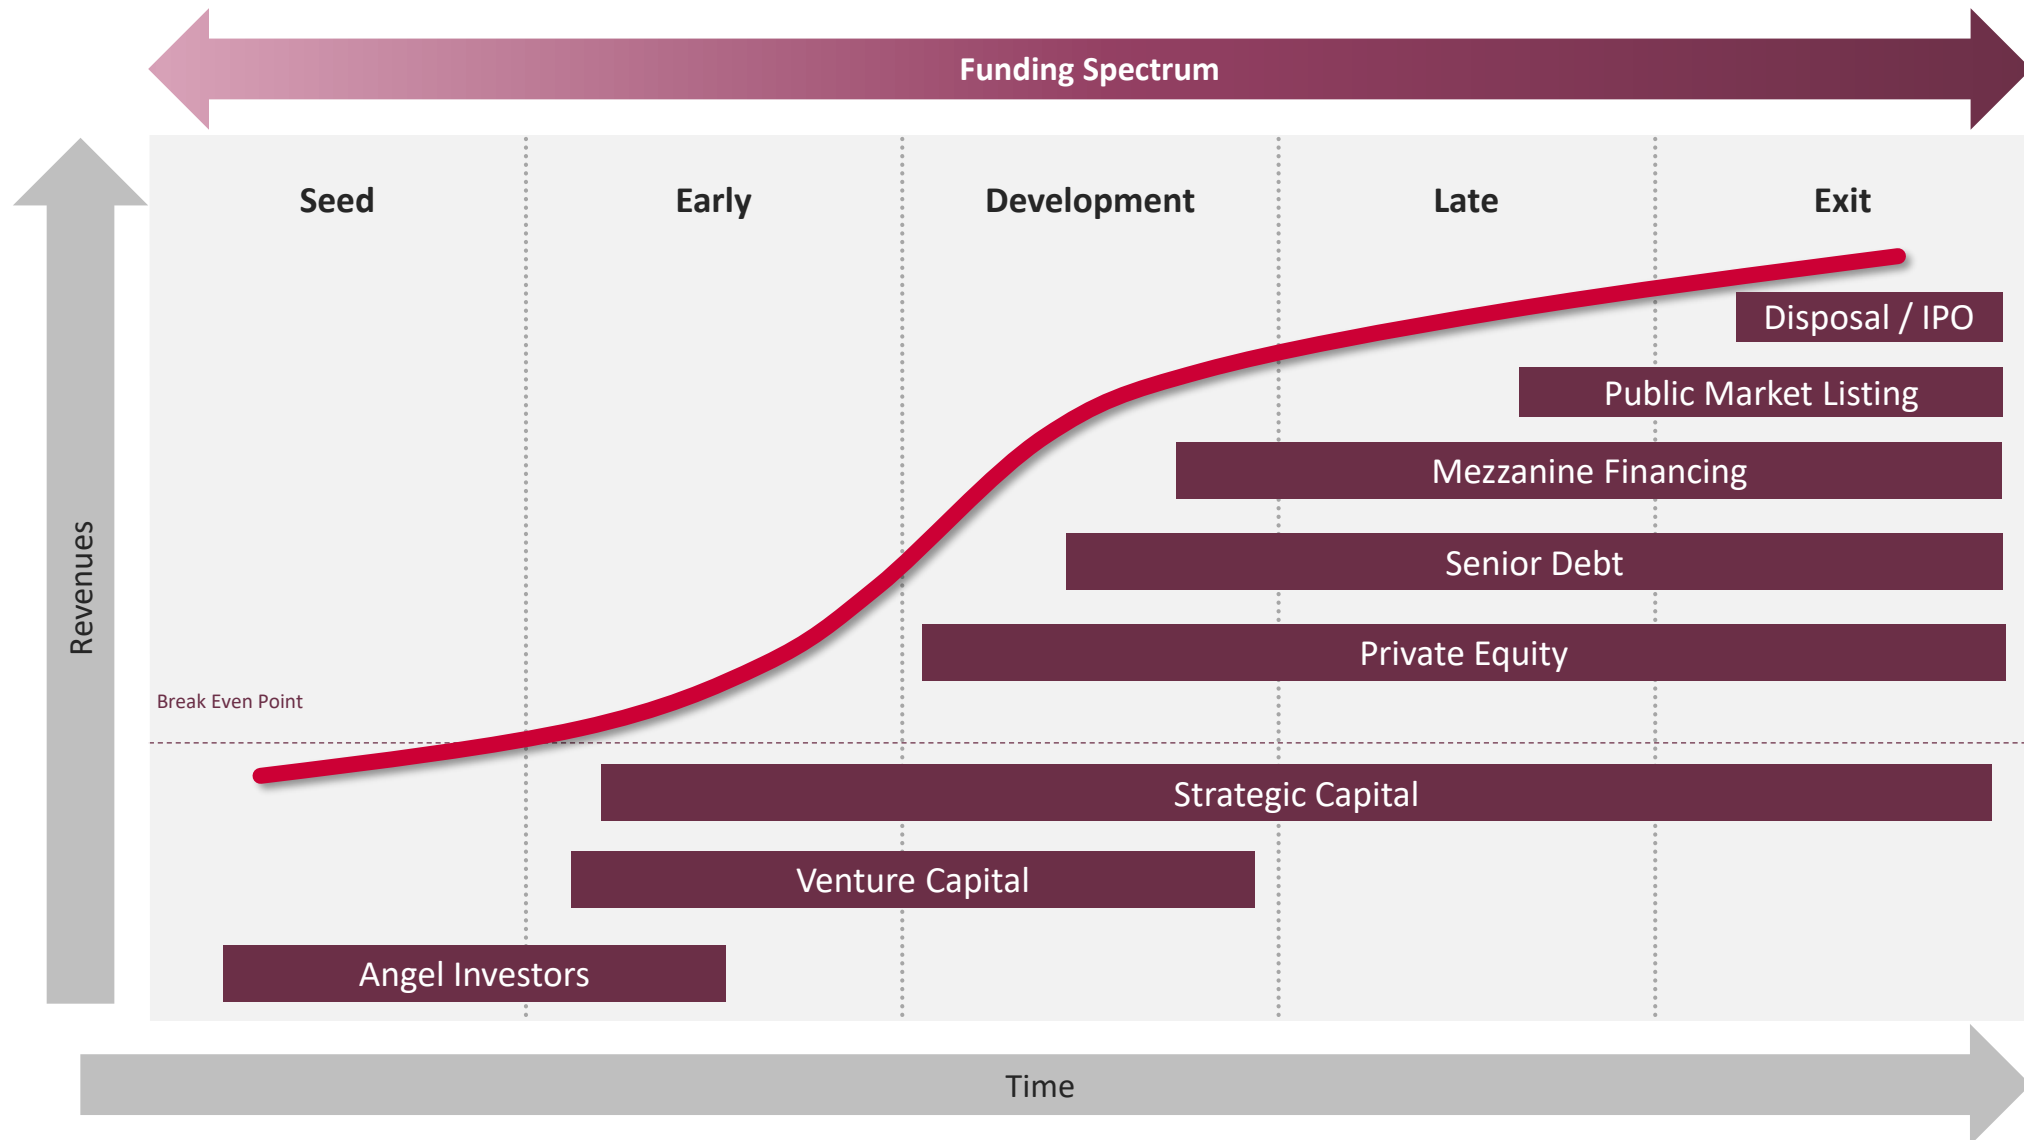 Funding Spectrum
Seed
Early
Development
Late
Exit
Disposal / IPO
Public Market Listing
Mezzanine Financing
Senior Debt
Private Equity
Revenues
Break Even Point
Strategic Capital
Venture Capital
Angel Investors
Time